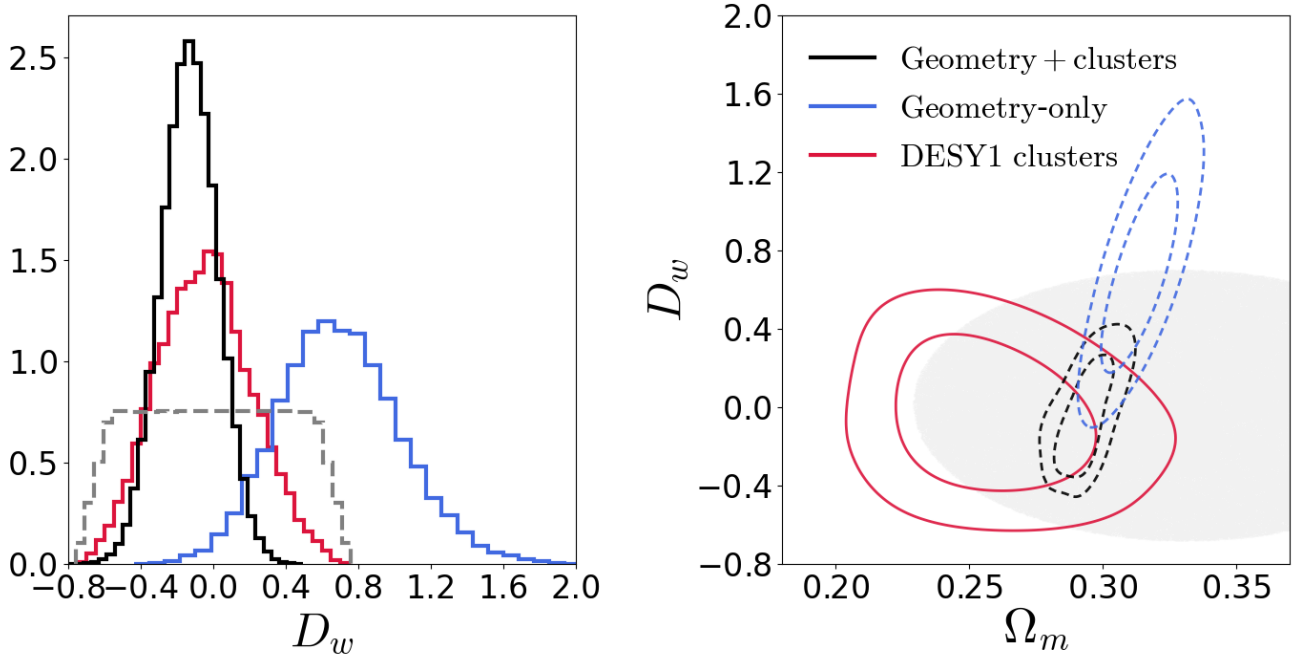 2.5
2.0
1.5
1.0
0.5
0.0
−0.8 −0.4 0.0 0.4 0.8 1.2 1.6 2.0
D_w
2.0
1.6
1.2
0.8
0.4
0.0
−0.4
−0.8
D_w
Geometry + clusters
Geometry-only
DESY1 clusters
0.20 0.25 0.30 0.35
Ω_m